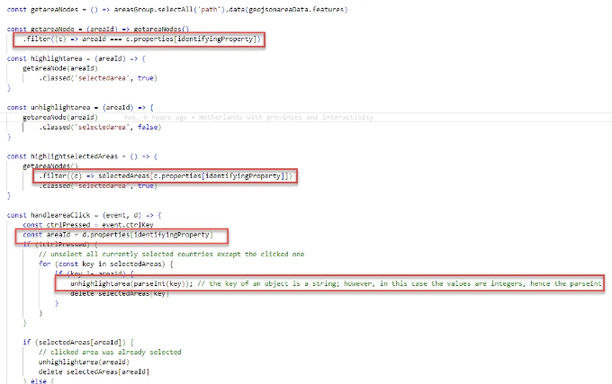 const getareaNodes = () => areasGroup.selectAll('path').data(geojsonareaData.features)
const getareaNode = (areaId) => getareaNodes()
.filter((c) => areaId === c.properties[identifyingProperty])
const highlightarea = (areaId) => {
getareaNode(areaId)
.classed('selectedarea', true)
}
const unhighlightarea = (areaId) => {
getareaNode(areaId) You, 6 hours ago • Netherlands with provinces and interactivity
.classed('selectedarea', false)
}
const highlightselectedAreas = () => {
getareaNodes()
.filter((c) => selectedAreas[c.properties[identifyingProperty]])
.classed('selectedarea', true)
}
const handleareaClick = (event, d) => {
const ctrlPressed = event.ctrlKey
const areaId = d.properties[identifyingProperty]
if (!ctrlPressed) {
// unselect all currently selected countries except the clicked one
for (const key in selectedAreas) {
if (key != areaId) {
unhighlightarea(parseInt(key)); // the key of an object is a string; however, in this case the values are integers, hence the parseInt
delete selectedAreas[key]
}
}
}
if (selectedAreas[areaId]) {
// clicked area was already selected
unhighlightarea(areaId)
delete selectedAreas[areaId]
} else {